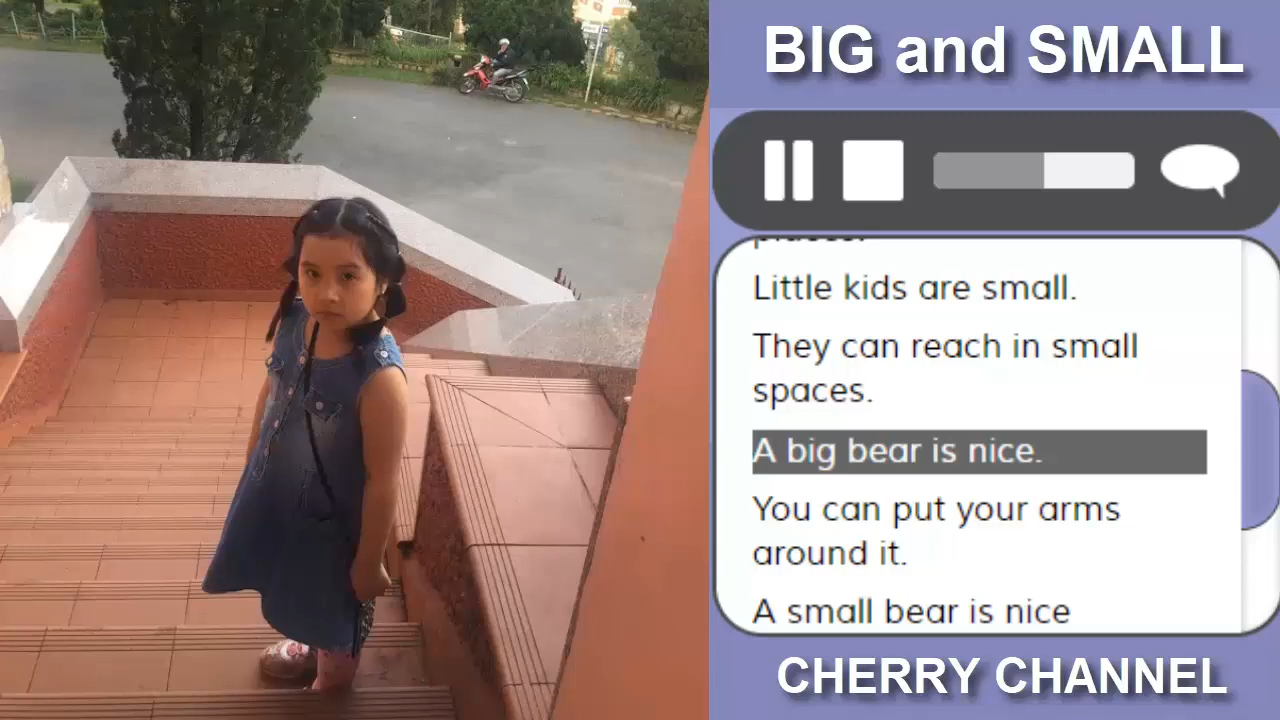 BIG and SMALL
places.
Little kids are small.
They can reach in small
spaces.
A big bear is nice.
You can put your arms
around it.
A small bear is nice
CHERRY CHANNEL